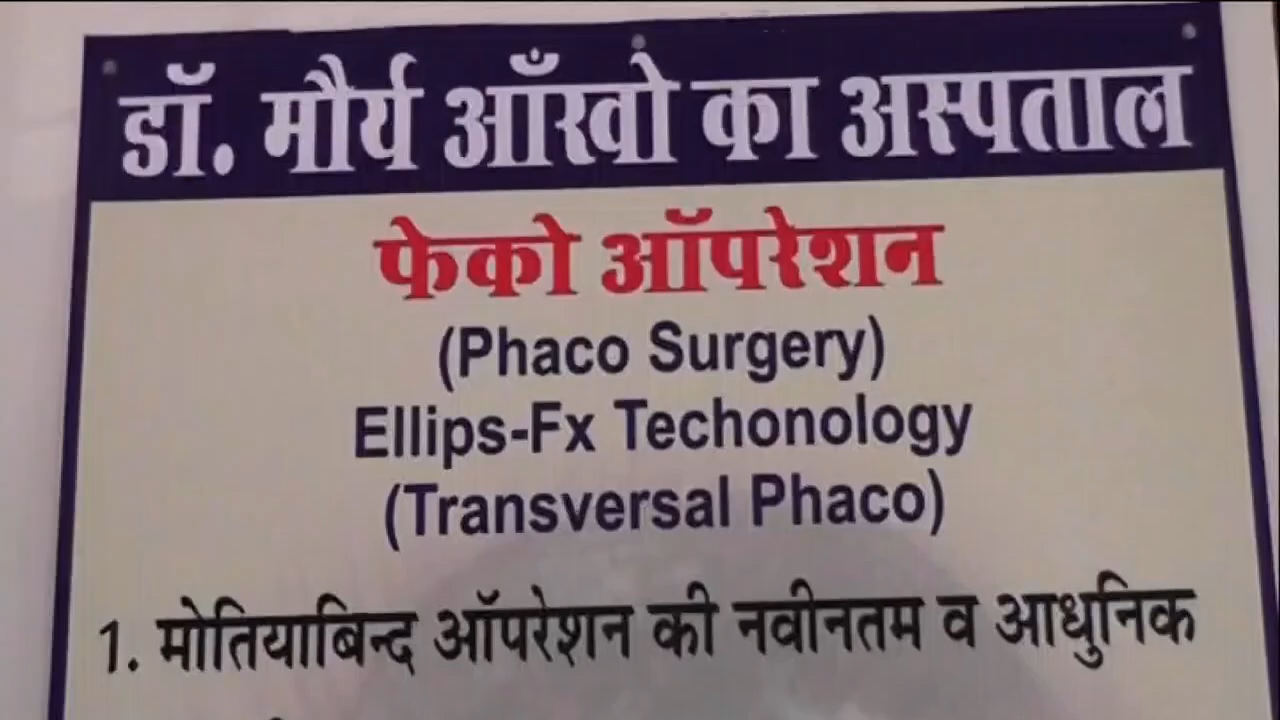 डॉ. मौर्य आँखो का अस्पताल
फेको ऑपरेशन
(Phaco Surgery)
Ellips-Fx Techonology
(Transversal Phaco)
1. मोतियाबिन्द ऑपरेशन की नवीनतम व आधुनिक